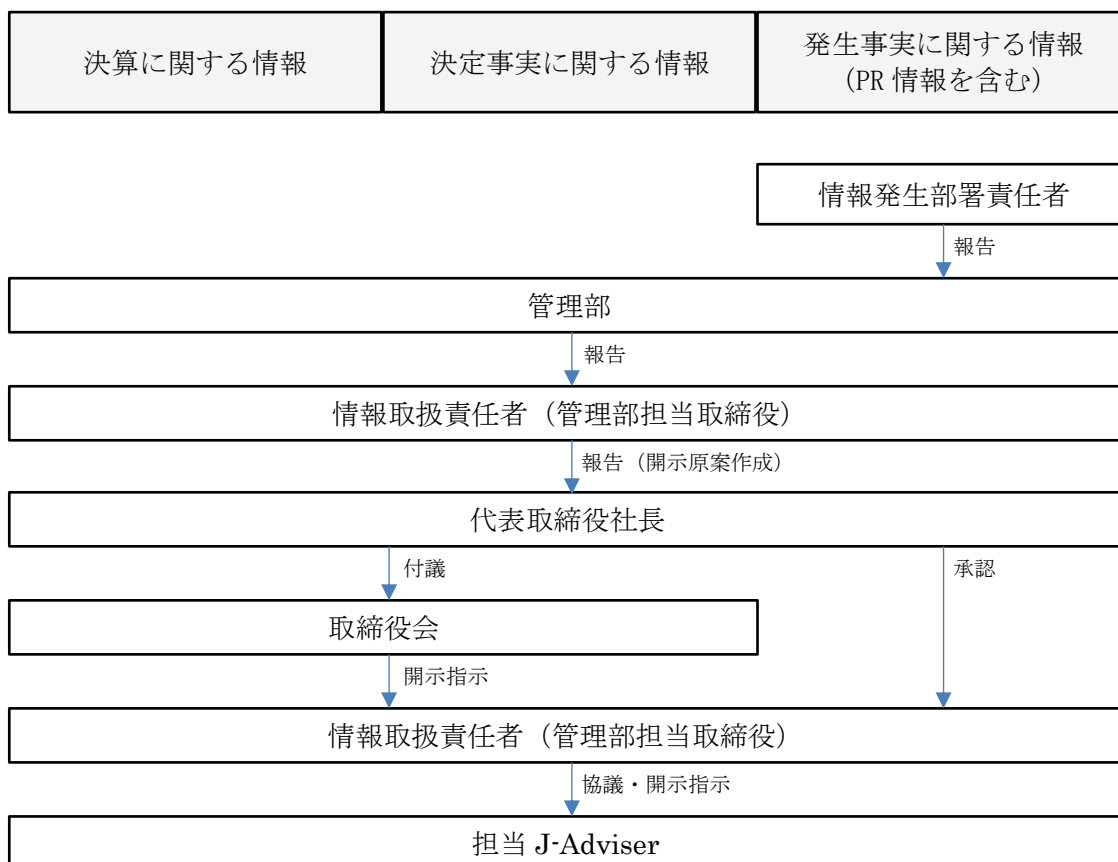 決算に関する情報
決定事実に関する情報
発生事実に関する情報
(PR 情報を含む)
情報発生部署責任者
報告
管理部
報告
情報取扱責任者（管理部担当取締役）
報告（開示原案作成）
代表取締役社長
付議
承認
取締役会
開示指示
情報取扱責任者（管理部担当取締役）
協議・開示指示
担当 J-Adviser